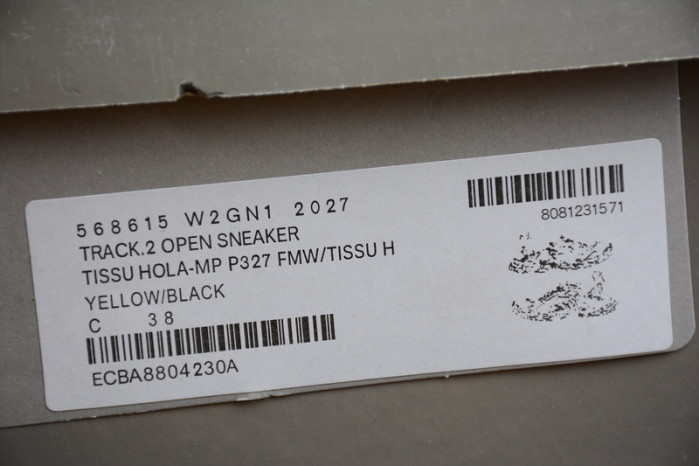 568615 W2GN1 2027
TRACK.2 OPEN SNEAKER
TISSU HOLA-MP P327 FMW/TISSU H
YELLOW/BLACK
C 38
ECBA8804230A
8081231571